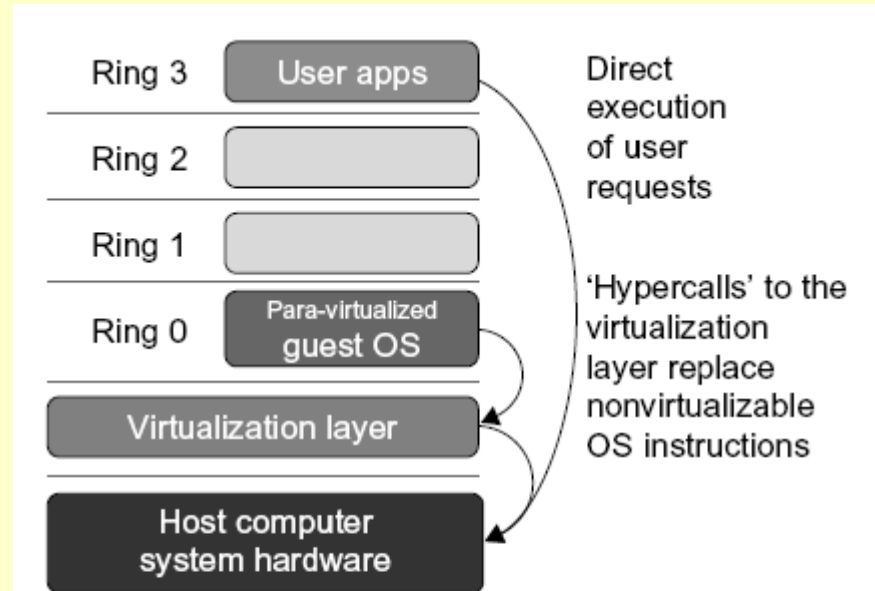 Ring 3
User apps
Direct
execution
of user
requests
Ring 2
Ring 1
'Hypercalls' to the
virtualization
layer replace
nonvirtualizable
OS instructions
Ring 0
Para-virtualized
guest OS
Virtualization layer
Host computer
system hardware